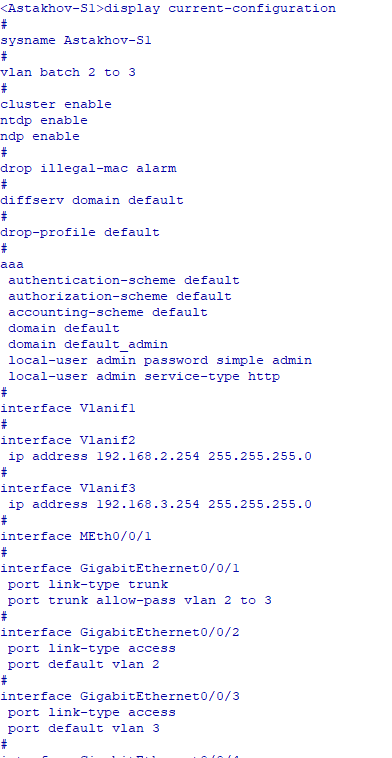 <Astakhov-S1>display current-configuration
#
sysname Astakhov-S1
#
vlan batch 2 to 3
#
cluster enable
ntdp enable
ndp enable
#
drop illegal-mac alarm
#
diffserv domain default
#
drop-profile default
#
aaa
 authentication-scheme default
 authorization-scheme default
 accounting-scheme default
 domain default
 domain default_admin
 local-user admin password simple admin
 local-user admin service-type http
#
interface Vlanif1
#
interface Vlanif2
 ip address 192.168.2.254 255.255.255.0
#
interface Vlanif3
 ip address 192.168.3.254 255.255.255.0
#
interface MEth0/0/1
#
interface GigabitEthernet0/0/1
 port link-type trunk
 port trunk allow-pass vlan 2 to 3
#
interface GigabitEthernet0/0/2
 port link-type access
 port default vlan 2
#
interface GigabitEthernet0/0/3
 port link-type access
 port default vlan 3
#